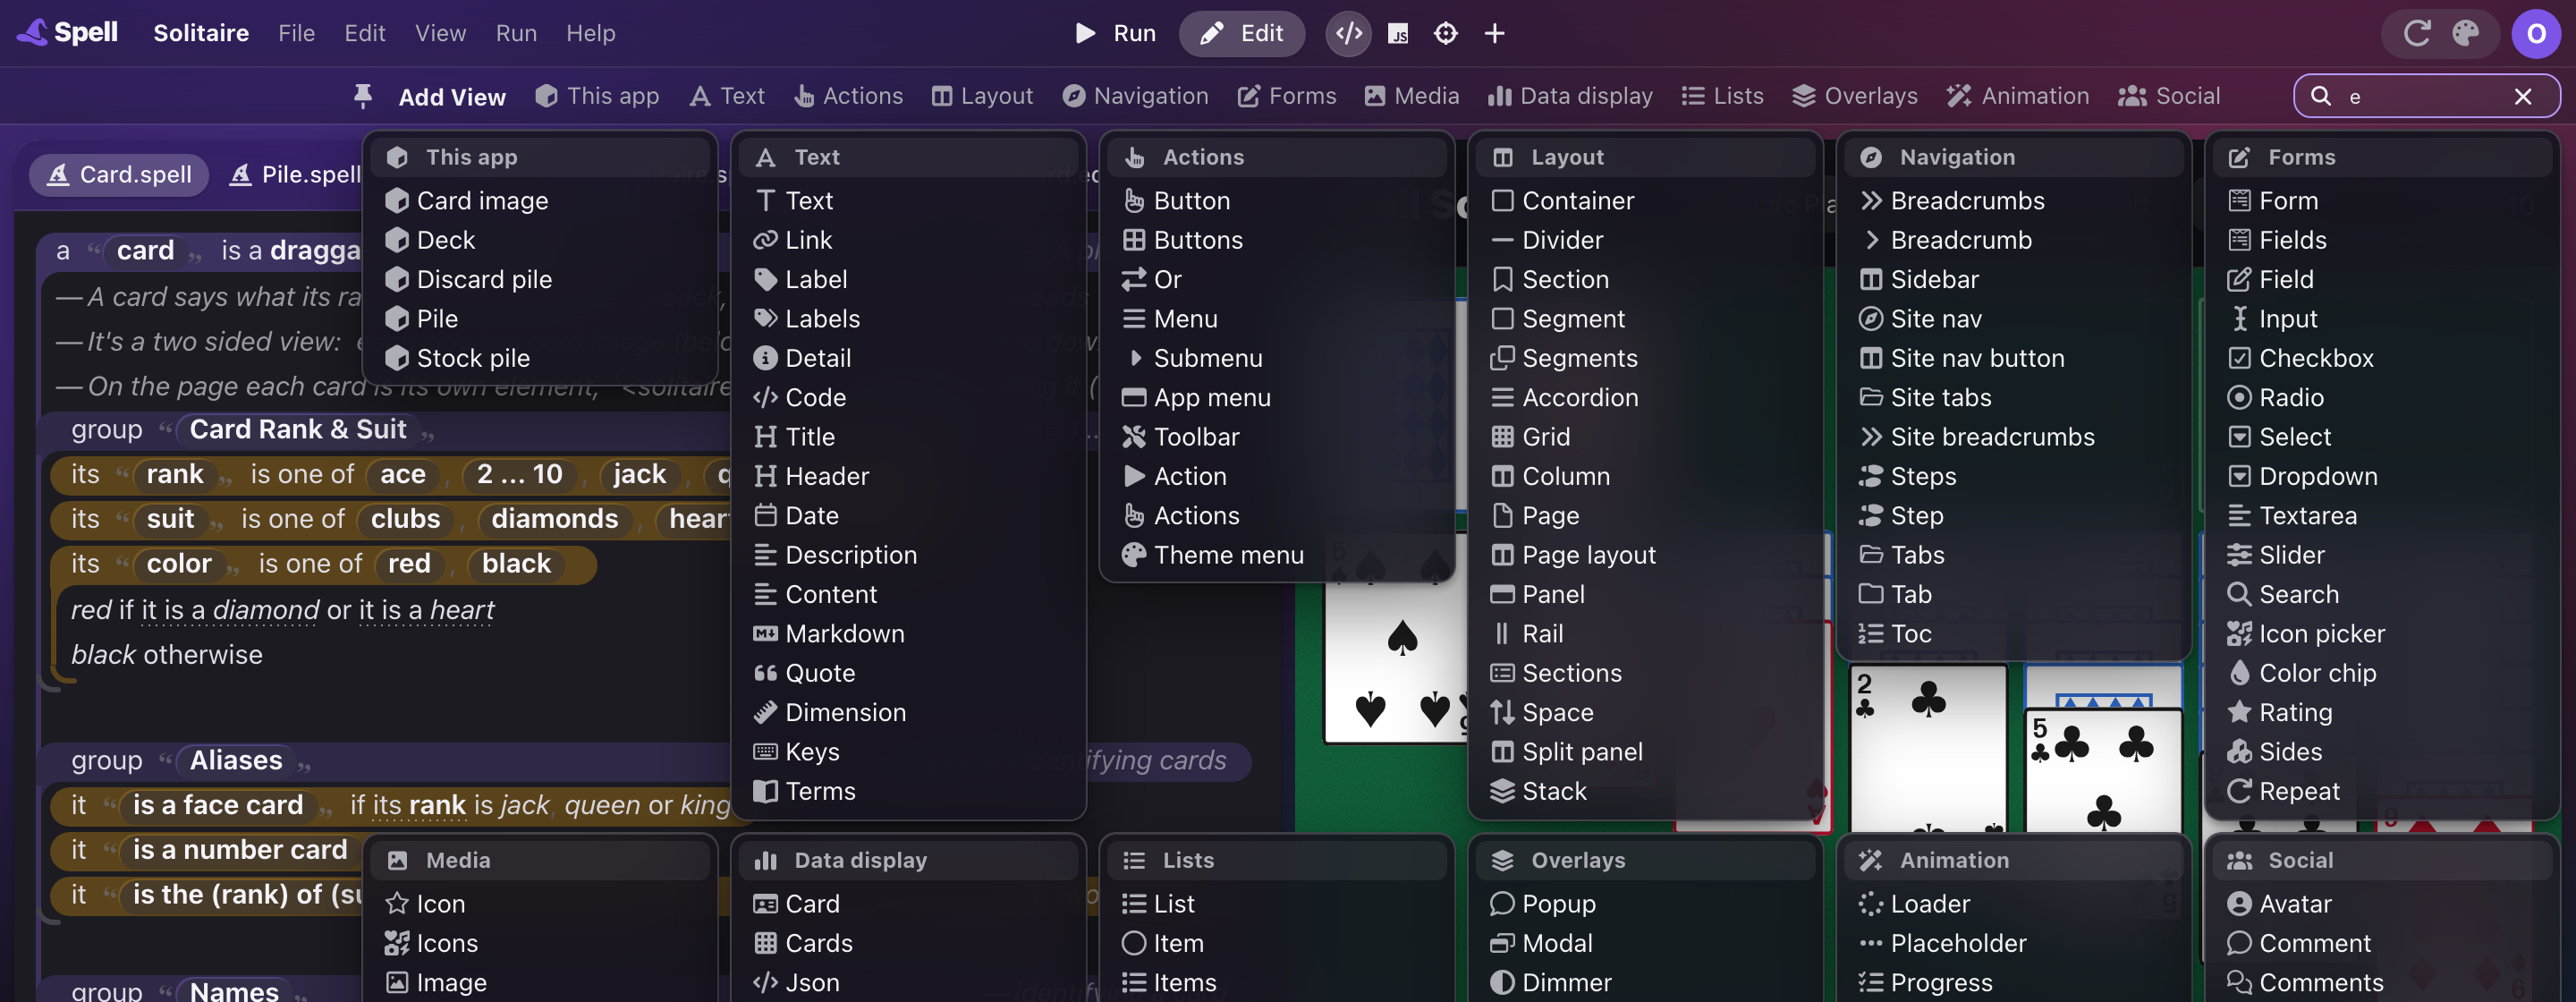 Spell Solitaire File Edit View Run Help Run Edit JS O
Add View This app Text Actions Layout Navigation Forms Media Data display Lists Overlays Animation Social e
Card.spell Pile.spell
a “ card „ is a dragga
— A card says what its ra
— It's a two sided view:
— On the page each card is its own element, <solitaire
group “ Card Rank & Suit „
its “ rank „ is one of ace , 2 … 10 , jack , q
its “ suit „ is one of clubs , diamonds , hear
its “ color „ is one of red , black
red if it is a diamond or it is a heart
black otherwise
group “ Aliases „ identifying cards
it “ is a face card „ if its rank is jack, queen or king
it “ is a number card
it “ is the (rank) of (su
group “ Names „
This app
Card image
Deck
Discard pile
Pile
Stock pile
Text
Text
Link
Label
Labels
Detail
Code
Title
Header
Date
Description
Content
Markdown
Quote
Dimension
Keys
Terms
Actions
Button
Buttons
Or
Menu
Submenu
App menu
Toolbar
Action
Actions
Theme menu
Layout
Container
Divider
Section
Segment
Segments
Accordion
Grid
Column
Page
Page layout
Panel
Rail
Sections
Space
Split panel
Stack
Navigation
Breadcrumbs
Breadcrumb
Sidebar
Site nav
Site nav button
Site tabs
Site breadcrumbs
Steps
Step
Tabs
Tab
Toc
Forms
Form
Fields
Field
Input
Checkbox
Radio
Select
Dropdown
Textarea
Slider
Search
Icon picker
Color chip
Rating
Sides
Repeat
Media
Icon
Icons
Image
Data display
Card
Cards
Json
Lists
List
Item
Items
Overlays
Popup
Modal
Dimmer
Animation
Loader
Placeholder
Progress
Social
Avatar
Comment
Comments
5
2
5
9